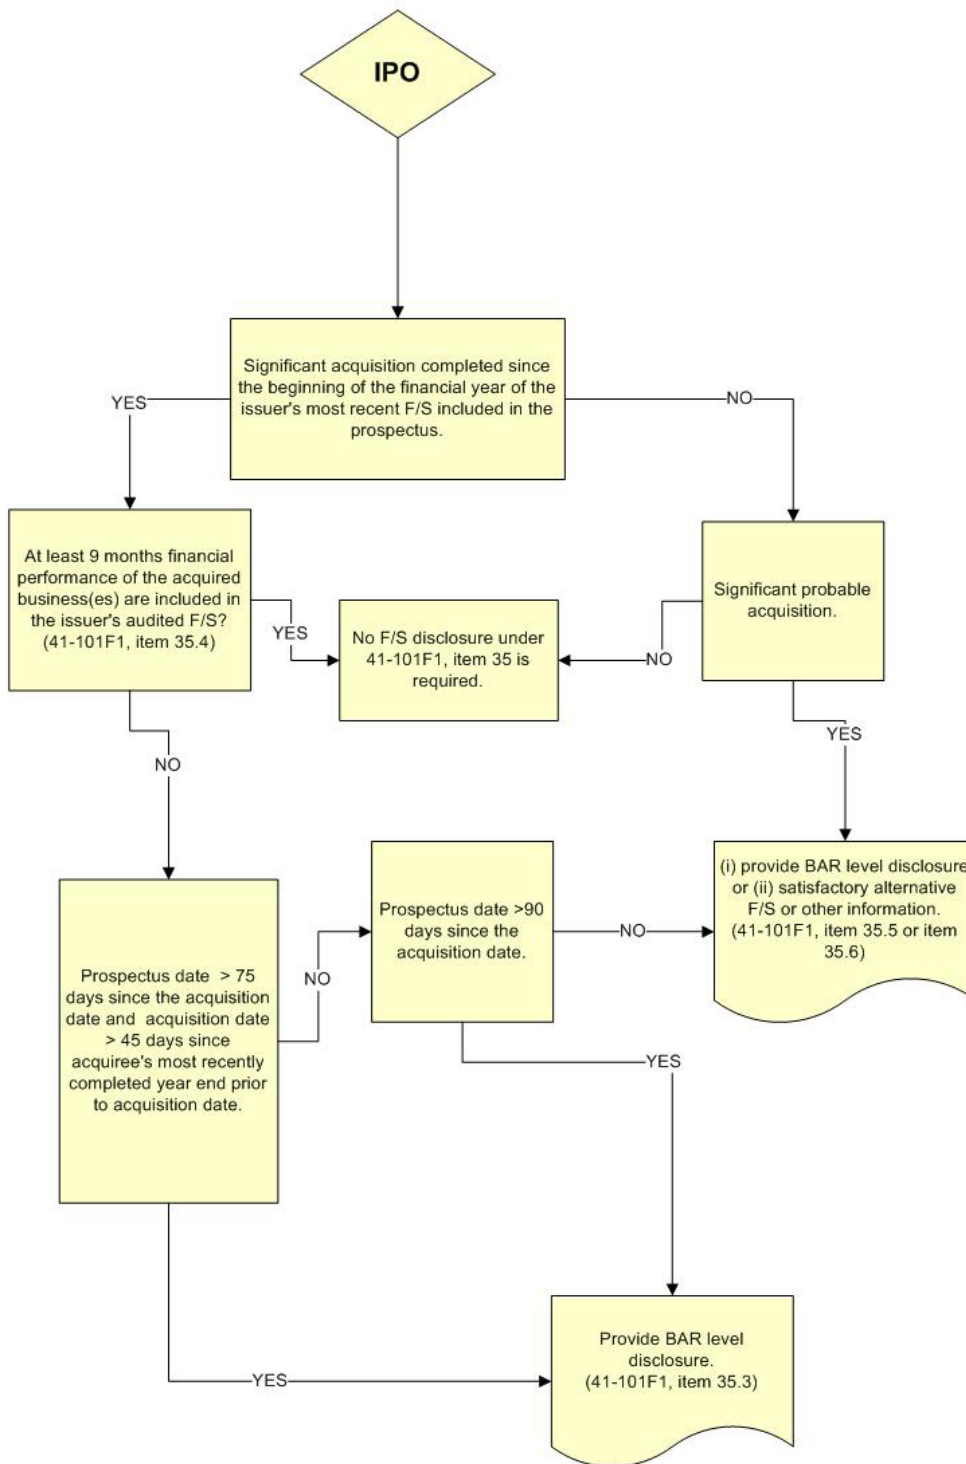 IPO
Significant acquisition completed since
the beginning of the financial year of the
issuer's most recent F/S included in the
prospectus.
YES
NO
At least 9 months financial
performance of the acquired
business(es) are included in
the issuer's audited F/S?
(41-101F1, item 35.4)
YES
No F/S disclosure under
41-101F1, item 35 is
required.
NO
Significant probable
acquisition.
NO
YES
Prospectus date > 75
days since the acquisition
date and acquisition date
> 45 days since
acquiree's most recently
completed year end prior
to acquisition date.
NO
Prospectus date >90
days since the
acquisition date.
NO
(i) provide BAR level disclosure
or (ii) satisfactory alternative
F/S or other information.
(41-101F1, item 35.5 or item
35.6)
YES
YES
Provide BAR level
disclosure.
(41-101F1, item 35.3)